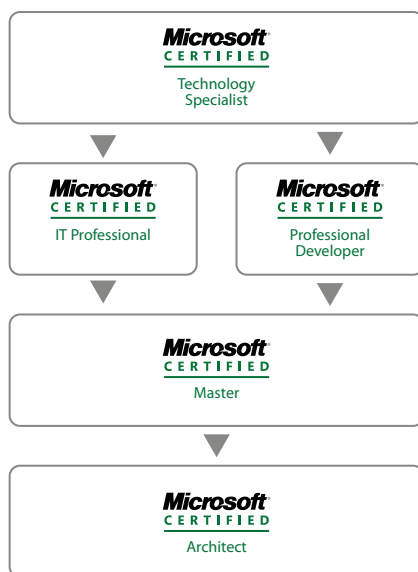 Microsoft
CERTIFIED
Technology
Specialist
Microsoft
CERTIFIED
IT Professional
Microsoft
CERTIFIED
Professional
Developer
Microsoft
CERTIFIED
Master
Microsoft
CERTIFIED
Architect